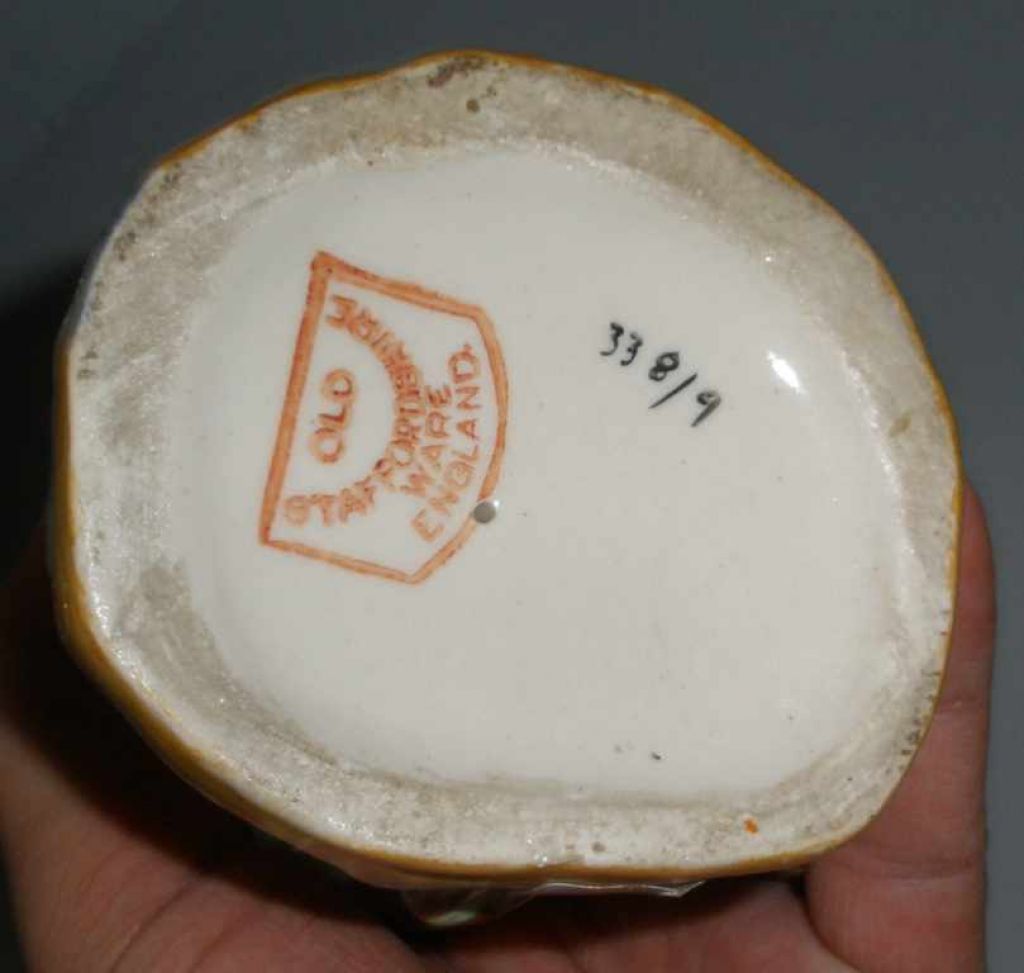 OLD
STAFFORDSHIRE
WARE
ENGLAND.
338/9